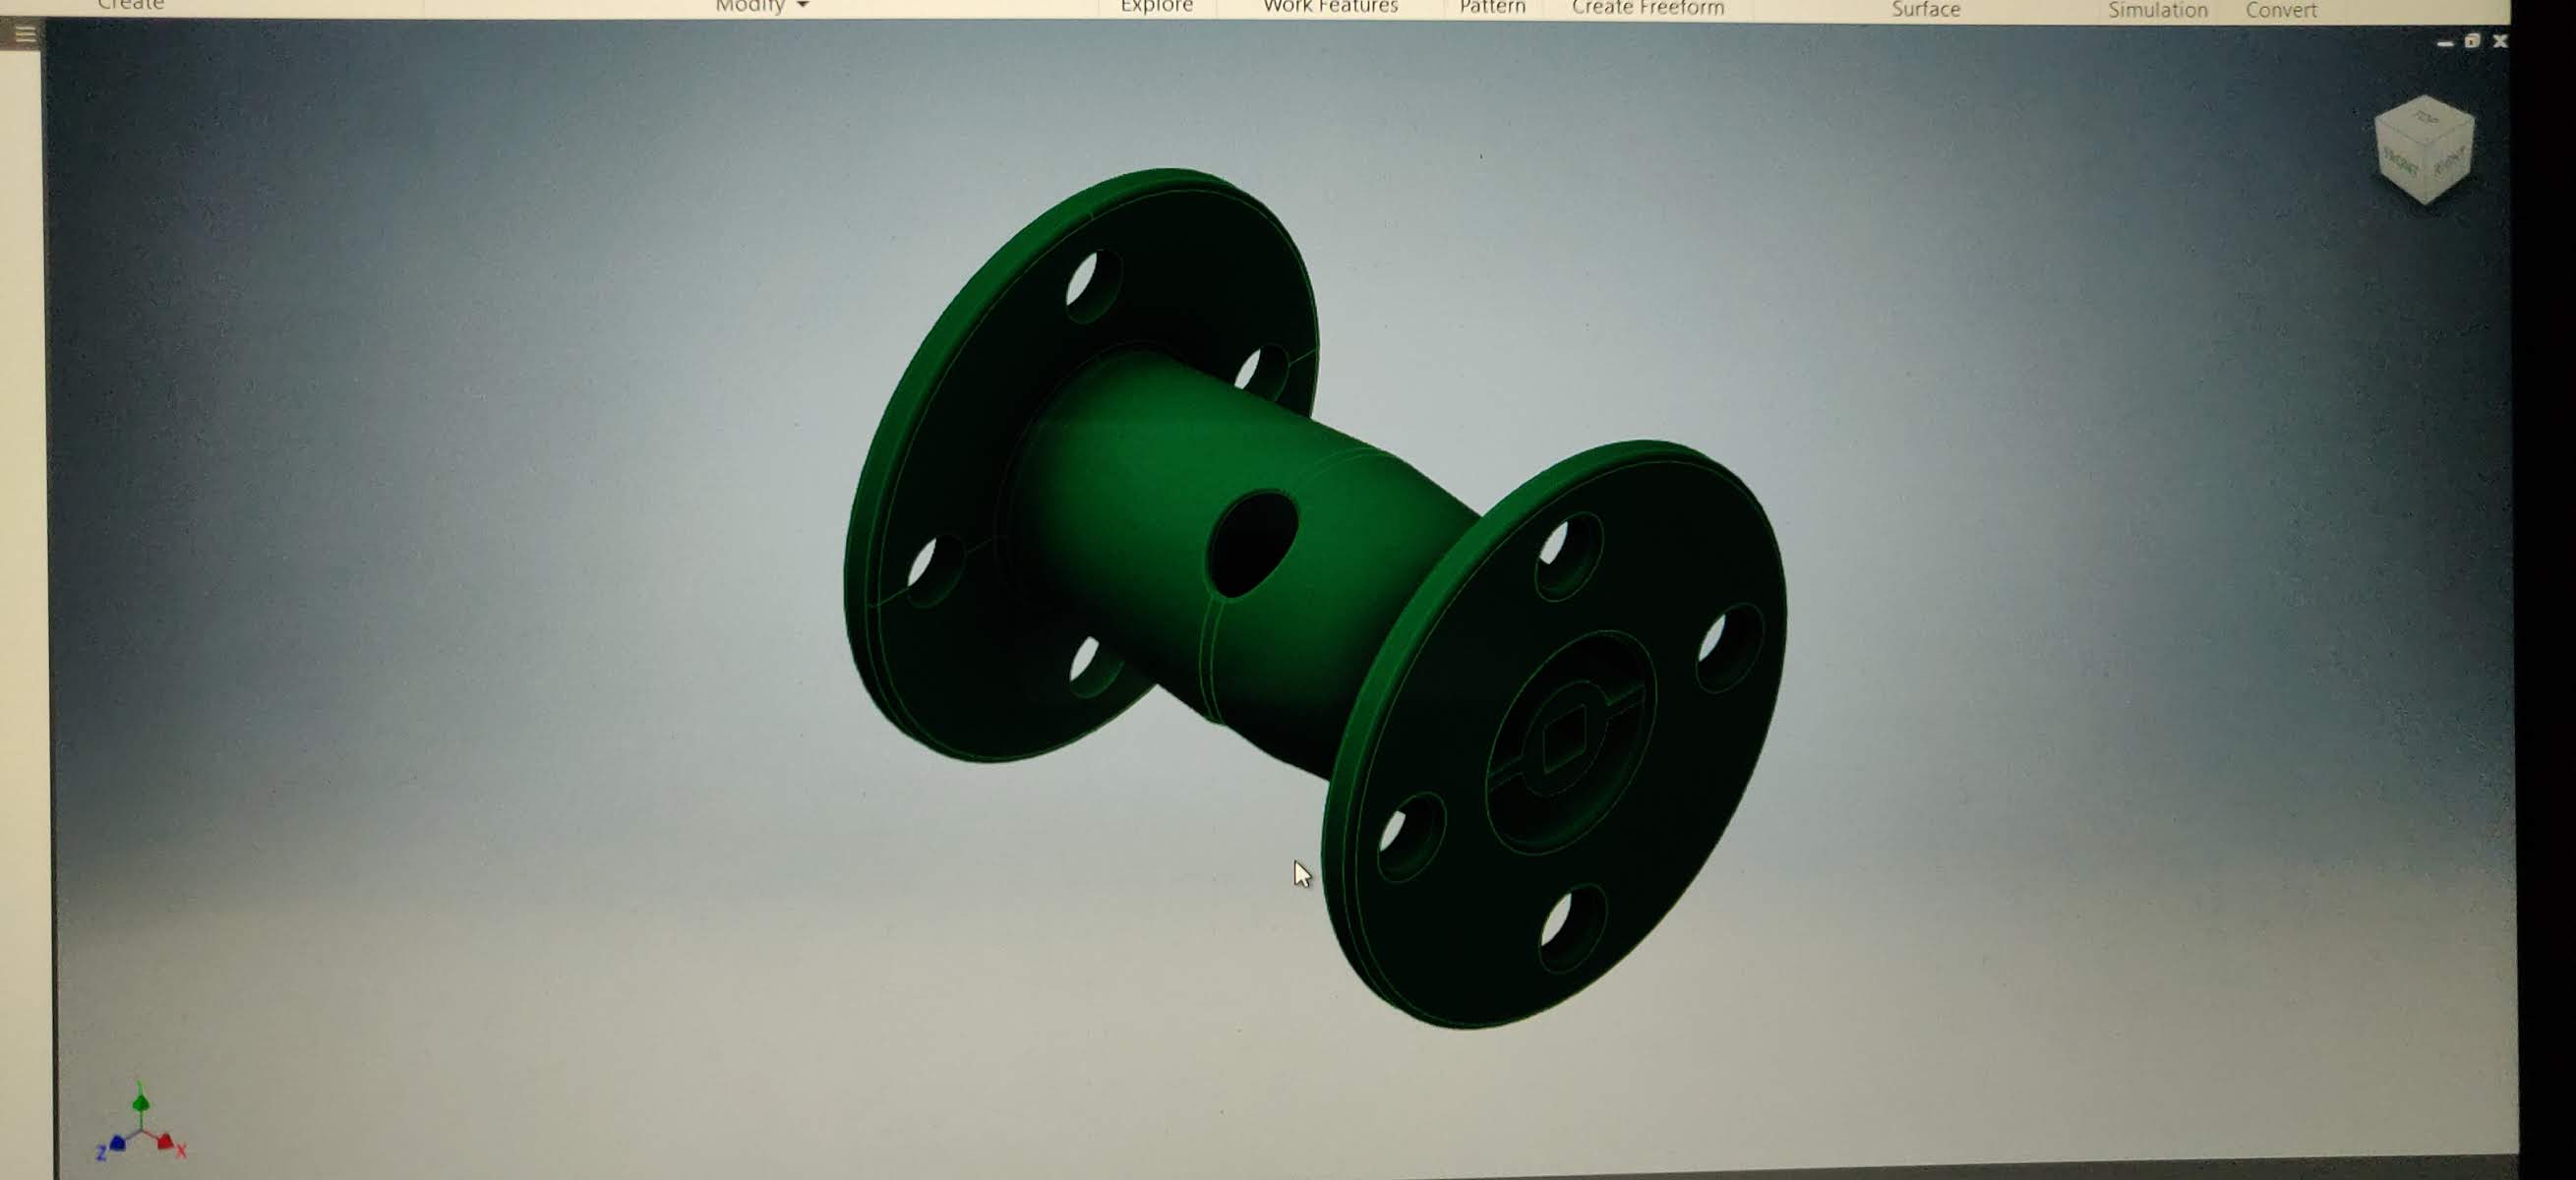 Create Modify Explore Work Features Pattern Create Freeform Surface Simulation Convert
TOP
FRONT RIGHT
Z X